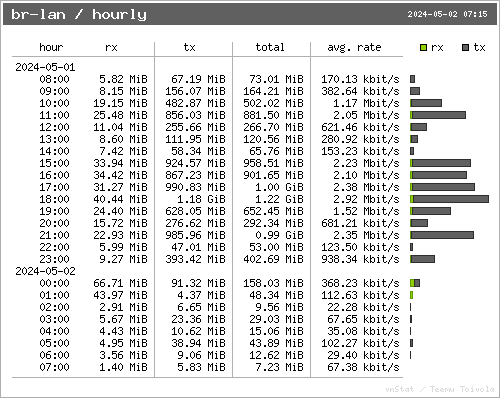 br-lan / hourly 2024-05-02 07:15
hour rx tx total avg. rate rx tx
2024-05-01
08:00 5.82 MiB 67.19 MiB 73.01 MiB 170.13 kbit/s
09:00 8.15 MiB 156.07 MiB 164.21 MiB 382.64 kbit/s
10:00 19.15 MiB 482.87 MiB 502.02 MiB 1.17 Mbit/s
11:00 25.48 MiB 856.03 MiB 881.50 MiB 2.05 Mbit/s
12:00 11.04 MiB 255.66 MiB 266.70 MiB 621.46 kbit/s
13:00 8.60 MiB 111.95 MiB 120.56 MiB 280.92 kbit/s
14:00 7.42 MiB 58.34 MiB 65.76 MiB 153.23 kbit/s
15:00 33.94 MiB 924.57 MiB 958.51 MiB 2.23 Mbit/s
16:00 34.42 MiB 867.23 MiB 901.65 MiB 2.10 Mbit/s
17:00 31.27 MiB 990.83 MiB 1.00 GiB 2.38 Mbit/s
18:00 40.44 MiB 1.18 GiB 1.22 GiB 2.92 Mbit/s
19:00 24.40 MiB 628.05 MiB 652.45 MiB 1.52 Mbit/s
20:00 15.72 MiB 276.62 MiB 292.34 MiB 681.21 kbit/s
21:00 22.93 MiB 985.96 MiB 0.99 GiB 2.35 Mbit/s
22:00 5.99 MiB 47.01 MiB 53.00 MiB 123.50 kbit/s
23:00 9.27 MiB 393.42 MiB 402.69 MiB 938.34 kbit/s
2024-05-02
00:00 66.71 MiB 91.32 MiB 158.03 MiB 368.23 kbit/s
01:00 43.97 MiB 4.37 MiB 48.34 MiB 112.63 kbit/s
02:00 2.91 MiB 6.65 MiB 9.56 MiB 22.28 kbit/s
03:00 5.67 MiB 23.36 MiB 29.03 MiB 67.65 kbit/s
04:00 4.43 MiB 10.62 MiB 15.06 MiB 35.08 kbit/s
05:00 4.95 MiB 38.94 MiB 43.89 MiB 102.27 kbit/s
06:00 3.56 MiB 9.06 MiB 12.62 MiB 29.40 kbit/s
07:00 1.40 MiB 5.83 MiB 7.23 MiB 67.38 kbit/s
vnStat / Teemu Toivola